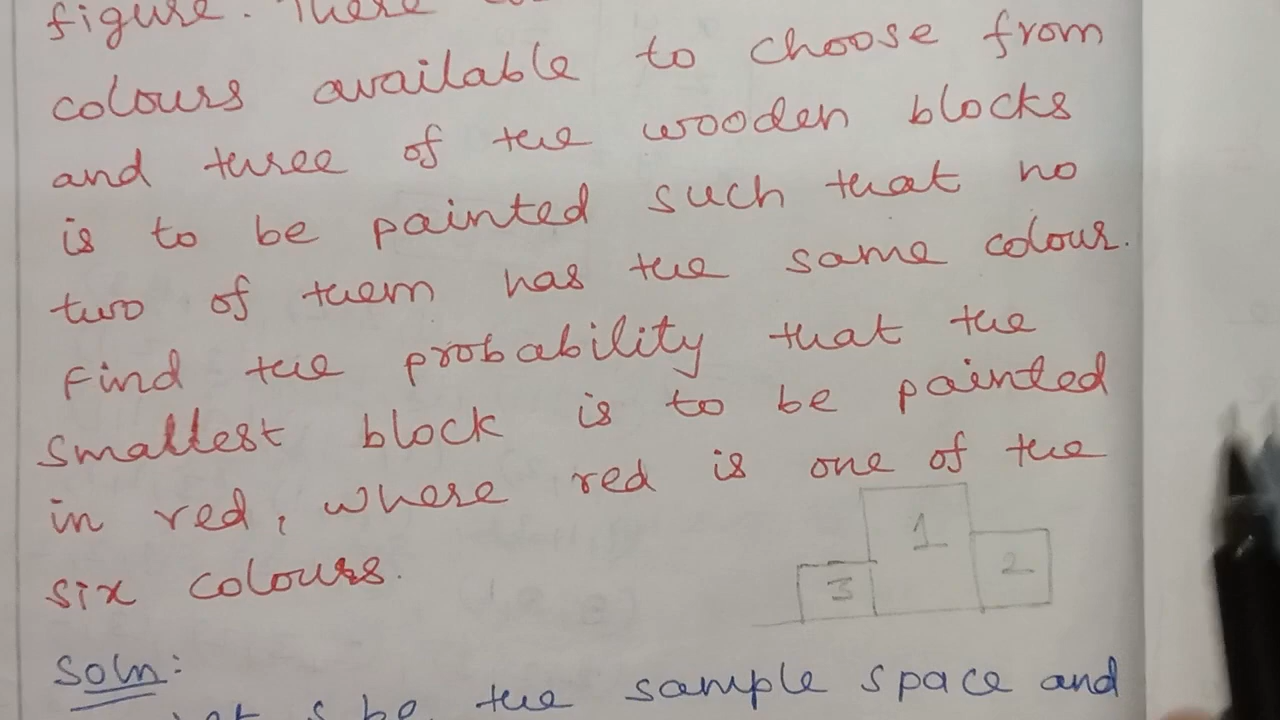 figure. There
colours available to choose from
and three of the wooden blocks
is to be painted such that no
two of them has the same colour.
Find the probability that the
smallest block is to be painted
in red, where red is one of the
six colours.
1
2
3
Soln:
s be the sample space and